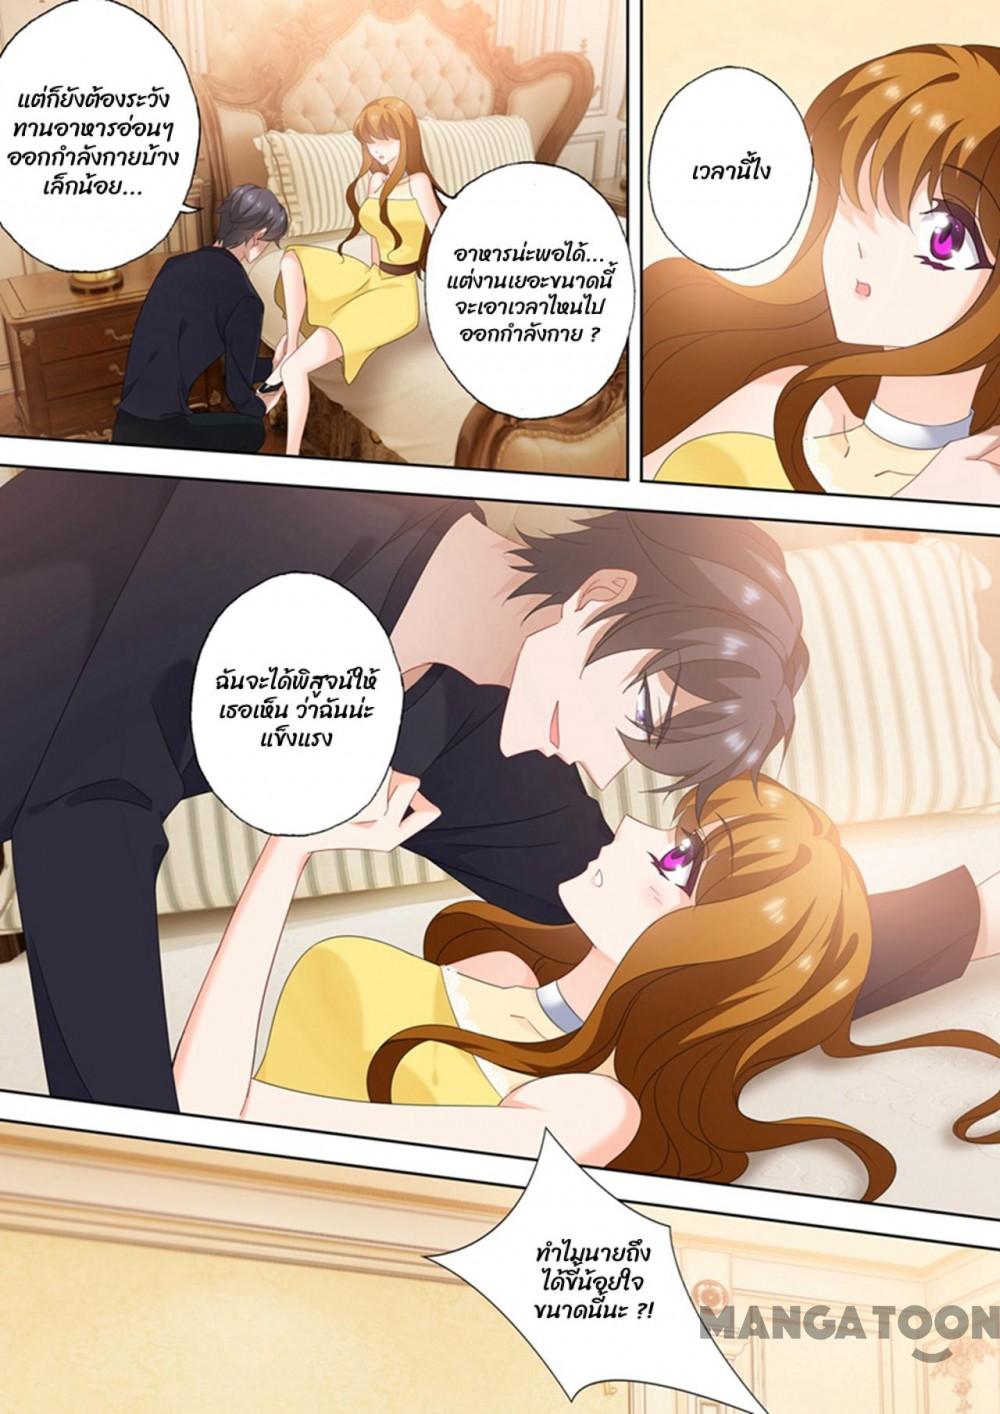 แต่ก็ยังต้องระวัง
ทานอาหารอ่อนๆ
ออกกำลังกายบ้าง
เล็กน้อย...
อาหารน่ะพอได้...
แต่งานเยอะขนาดนี้
จะเอาเวลาไหนไป
ออกกำลังกาย ?
เวลานี้ไง
ฉันจะได้พิสูจน์ให้
เธอเห็น ว่าฉันน่ะ
แข็งแรง
ทำไมนายถึง
ได้ขี้น้อยใจ
ขนาดนี้นะ ?!
MANGATOON